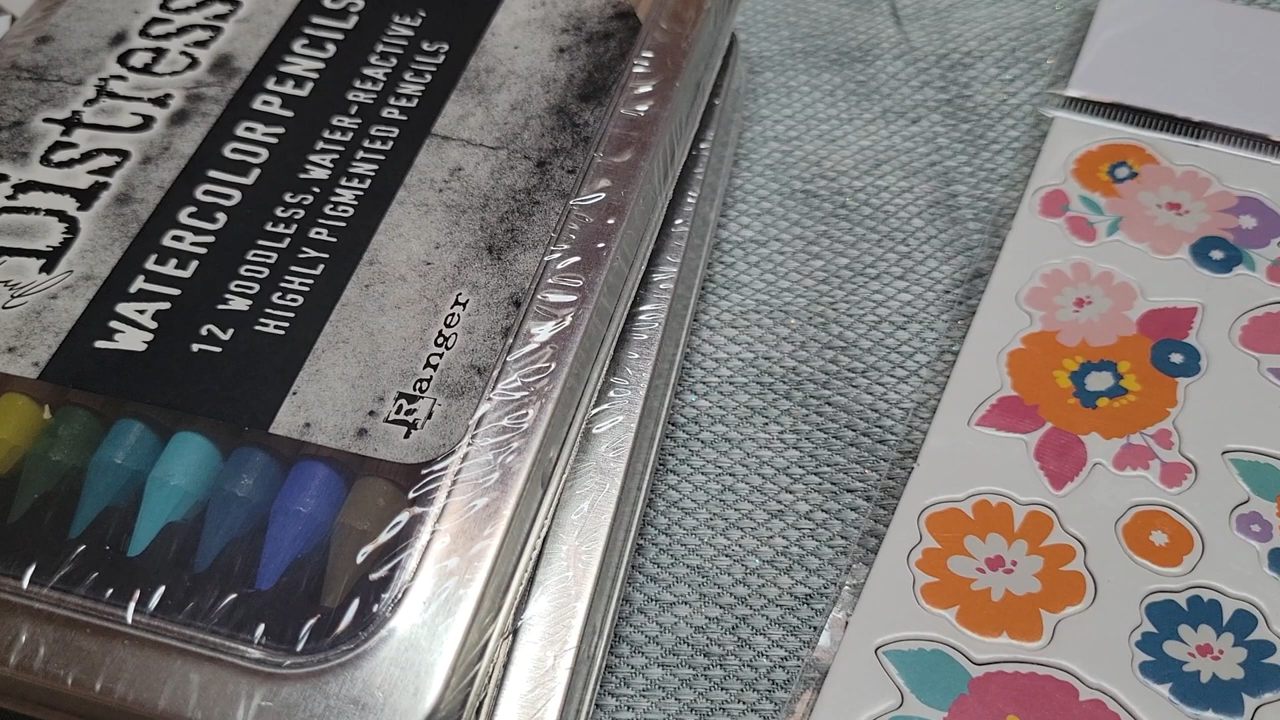 Distress
WATERCOLOR PENCILS
12 WOODLESS, WATER-REACTIVE,
HIGHLY PIGMENTED PENCILS
Ranger